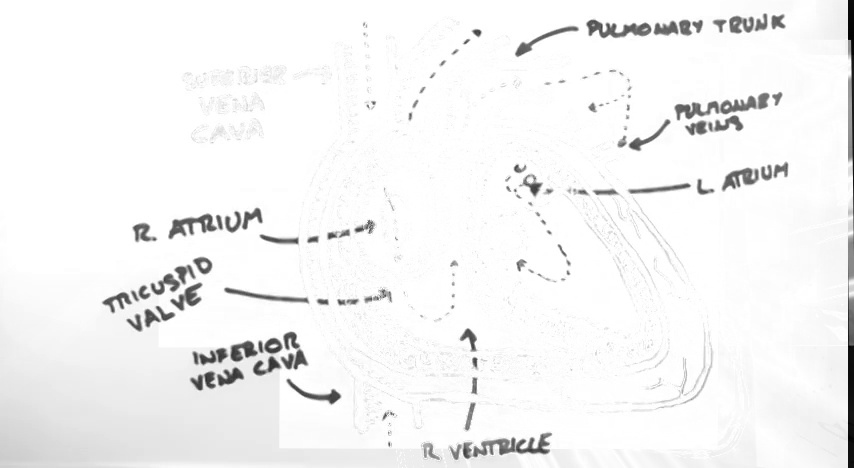 PULMONARY TRUNK
SUPERIOR
VENA
CAVA
PULMONARY
VEINS
L. ATRIUM
R. ATRIUM
TRICUSPID
VALVE
INFERIOR
VENA CAVA
R VENTRICLE